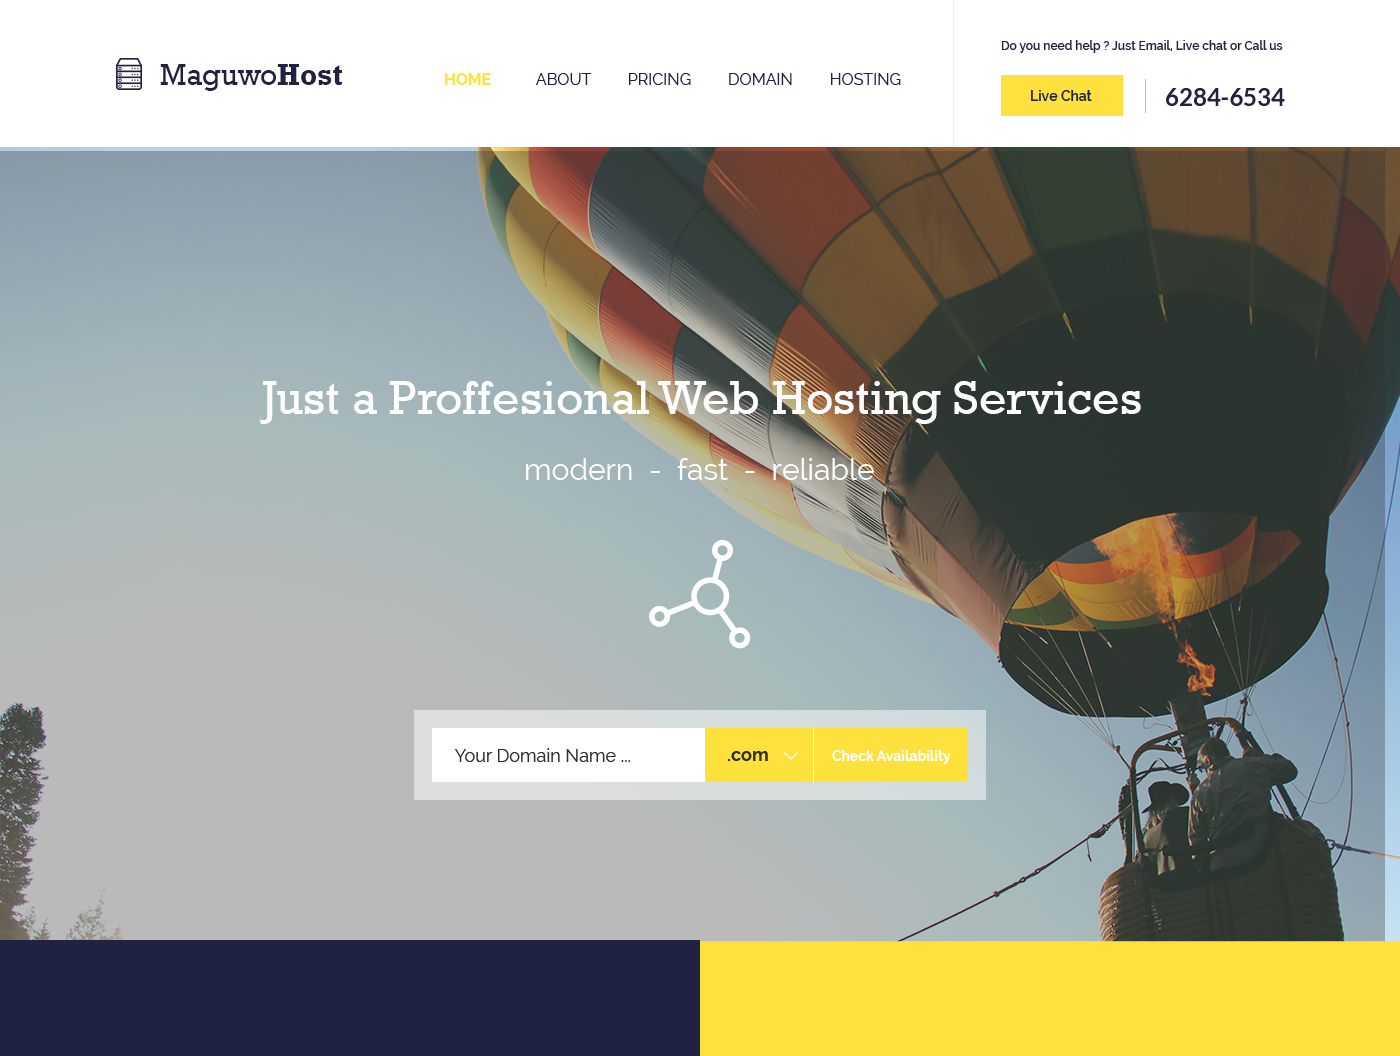 Do you need help ? Just Email, Live chat or Call us
MaguwoHost
HOME ABOUT PRICING DOMAIN HOSTING
Live Chat
6284-6534
Just a Proffesional Web Hosting Services
modern - fast - reliable
Your Domain Name ...
.com
Check Availability